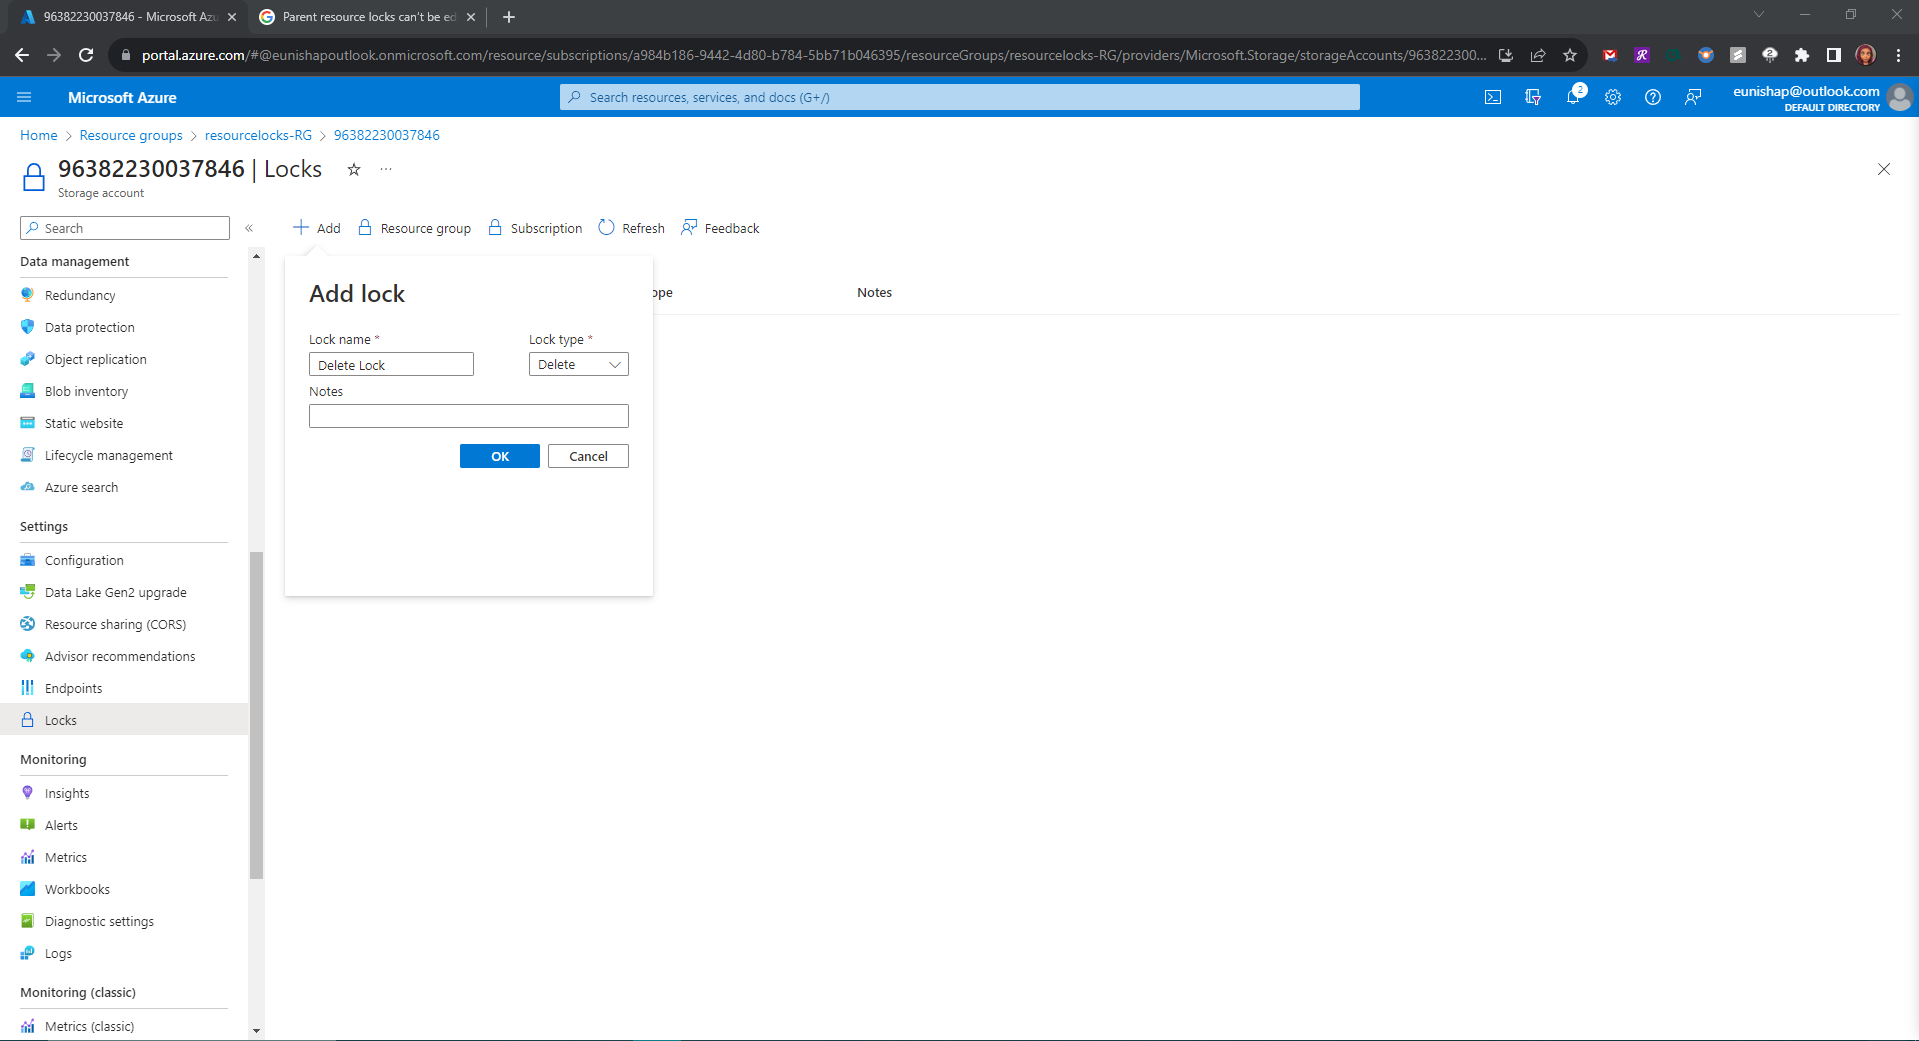 96382230037846 - Microsoft Azu
Parent resource locks can't be ed
portal.azure.com/#@eunishapoutlook.onmicrosoft.com/resource/subscriptions/a984b186-9442-4d80-b784-5bb71b046395/resourceGroups/resourcelocks-RG/providers/Microsoft.Storage/storageAccounts/963822300...
Microsoft Azure
Search resources, services, and docs (G+/)
2
eunishap@outlook.com
DEFAULT DIRECTORY
Home > Resource groups > resourcelocks-RG > 96382230037846
96382230037846 | Locks
Storage account
Search
Add
Resource group
Subscription
Refresh
Feedback
Data management
Redundancy
Data protection
Object replication
Blob inventory
Static website
Lifecycle management
Azure search
Settings
Configuration
Data Lake Gen2 upgrade
Resource sharing (CORS)
Advisor recommendations
Endpoints
Locks
Monitoring
Insights
Alerts
Metrics
Workbooks
Diagnostic settings
Logs
Monitoring (classic)
Metrics (classic)
Add lock
Lock name *
Lock type *
Delete Lock
Delete
Notes
OK
Cancel
ope
Notes